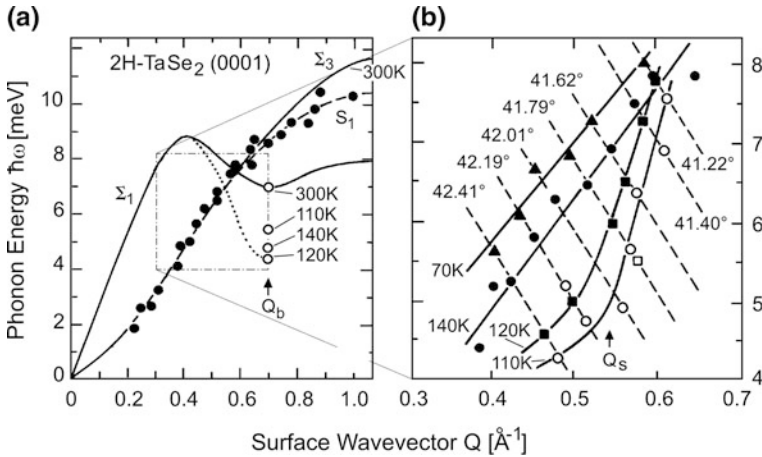 (a)
(b)
2H-TaSe2 (0001)
Σ3
300K
S1
Σ1
300K
110K
140K
120K
Qb
12
10
8
6
4
2
0
0 0.2 0.4 0.6 0.8 1.0
Phonon Energy ħω [meV]
41.62°
41.79°
42.01°
42.19°
42.41°
41.22°
41.40°
70K
140K
120K
110K
Qs
8
7
6
5
4
0.3 0.4 0.5 0.6 0.7
Surface Wavevector Q [Å-1]